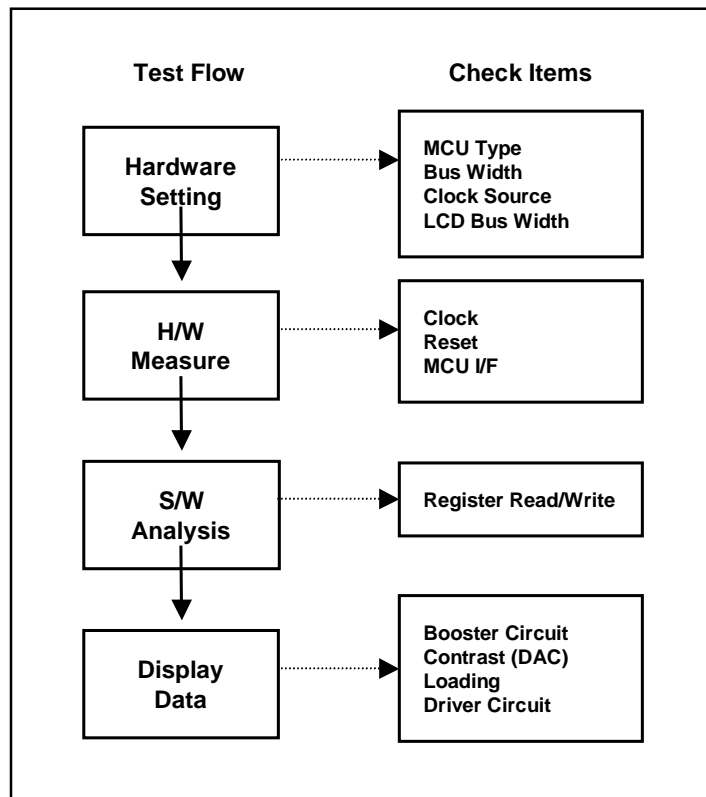 Test Flow
Check Items
Hardware
Setting
MCU Type
Bus Width
Clock Source
LCD Bus Width
H/W
Measure
Clock
Reset
MCU I/F
S/W
Analysis
Register Read/Write
Display
Data
Booster Circuit
Contrast (DAC)
Loading
Driver Circuit